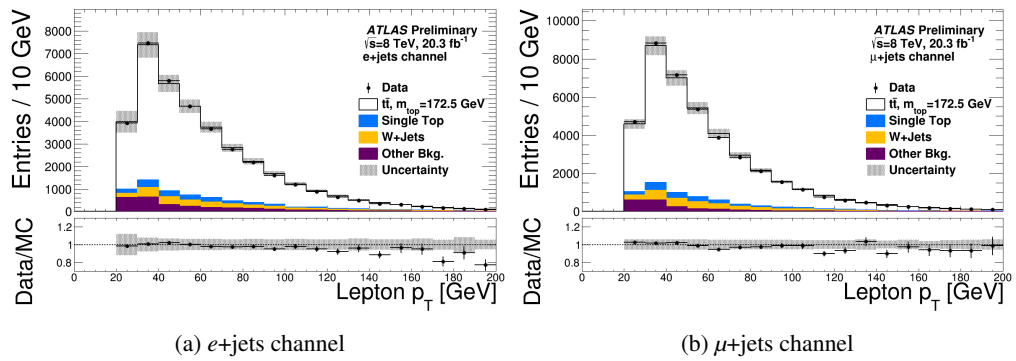 Entries / 10 GeV
8000
7000
6000
5000
4000
3000
2000
1000
0
ATLAS Preliminary
√s=8 TeV, 20.3 fb⁻¹
e+jets channel
Data
tt̄, m_top=172.5 GeV
Single Top
W+Jets
Other Bkg.
Uncertainty
Data/MC
1.2
1
0.8
0 20 40 60 80 100 120 140 160 180 200
Lepton p_T [GeV]
(a) e+jets channel
Entries / 10 GeV
10000
8000
6000
4000
2000
0
ATLAS Preliminary
√s=8 TeV, 20.3 fb⁻¹
μ+jets channel
Data
tt̄, m_top=172.5 GeV
Single Top
W+Jets
Other Bkg.
Uncertainty
Data/MC
1.2
1
0.8
0 20 40 60 80 100 120 140 160 180 200
Lepton p_T [GeV]
(b) μ+jets channel